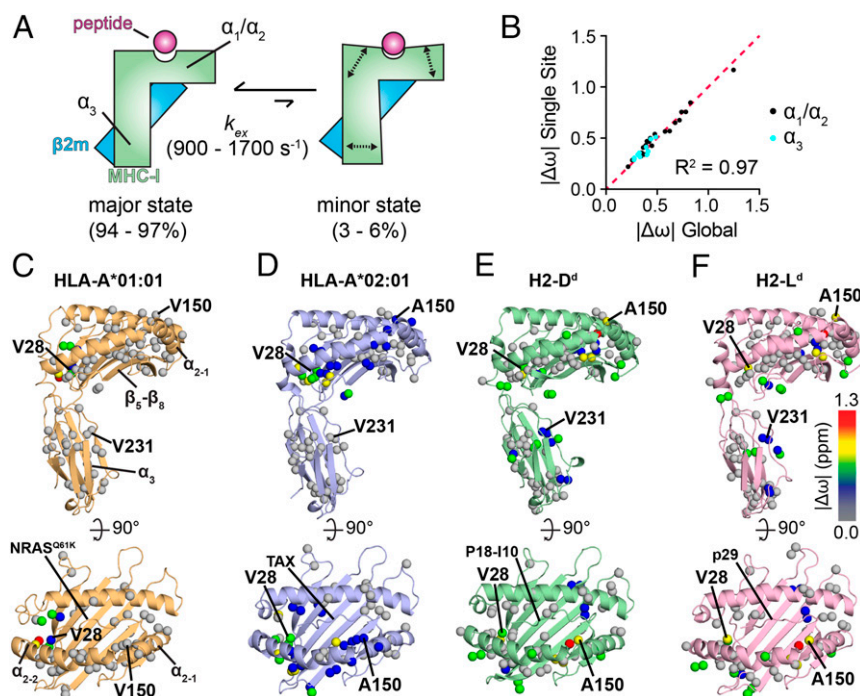 A
peptide
α1/α2
α3
β2m
MHC-I
kex
(900 - 1700 s⁻¹)
major state
(94 - 97%)
minor state
(3 - 6%)
B
|Δω| Single Site
1.5
1.0
0.5
0
0
0.5
1.0
1.5
|Δω| Global
R² = 0.97
α1/α2
α3
C
HLA-A*01:01
V150
V28
α2-1
β5-β8
V231
α3
90°
NRASQ61K
V28
α2-2
V150
α2-1
D
HLA-A*02:01
A150
V28
V231
90°
TAX
V28
A150
E
H2-Dᵈ
A150
V28
V231
90°
P18-I10
V28
A150
F
H2-Lᵈ
A150
V28
V231
1.3
|Δω| (ppm)
0
90°
p29
V28
A150